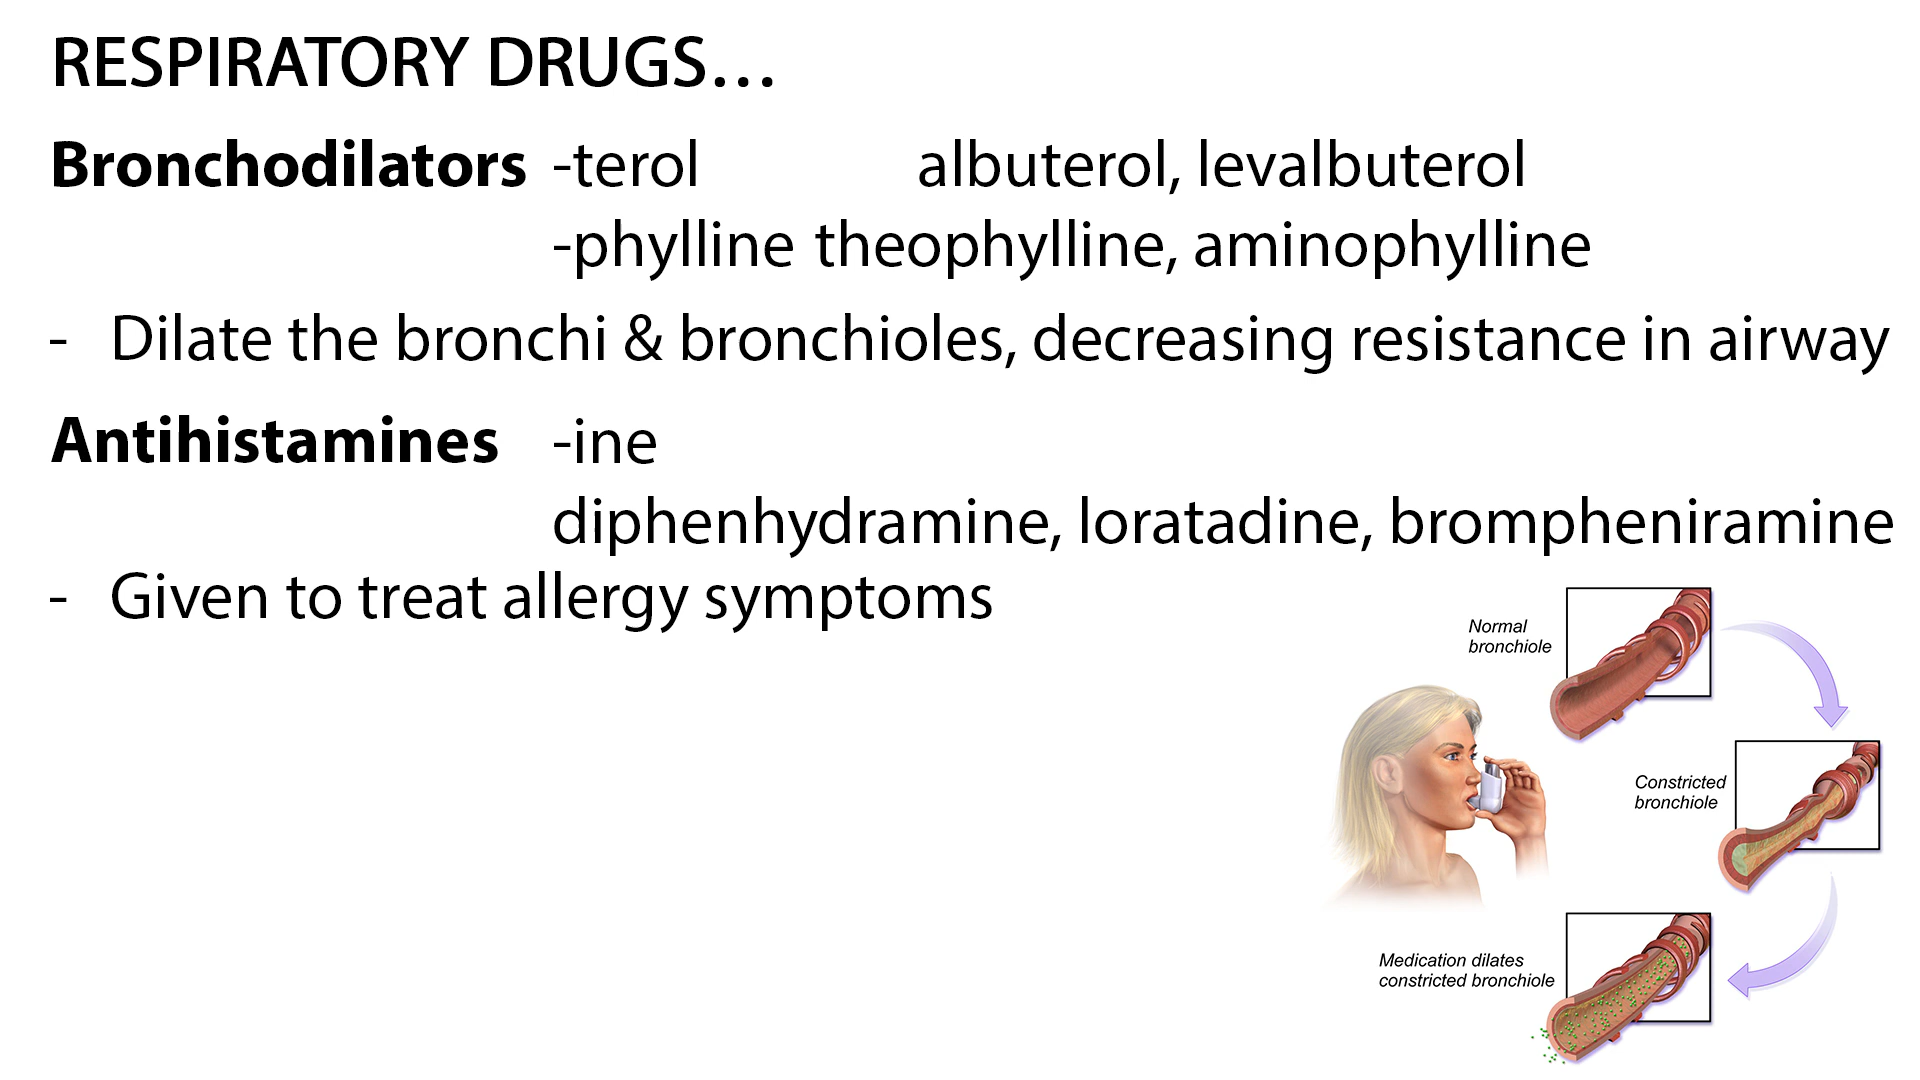 RESPIRATORY DRUGS…
Bronchodilators -terol albuterol, levalbuterol
-phylline theophylline, aminophylline
- Dilate the bronchi & bronchioles, decreasing resistance in airway
Antihistamines -ine
diphenhydramine, loratadine, brompheniramine
- Given to treat allergy symptoms
Normal
bronchiole
Constricted
bronchiole
Medication dilates
constricted bronchiole